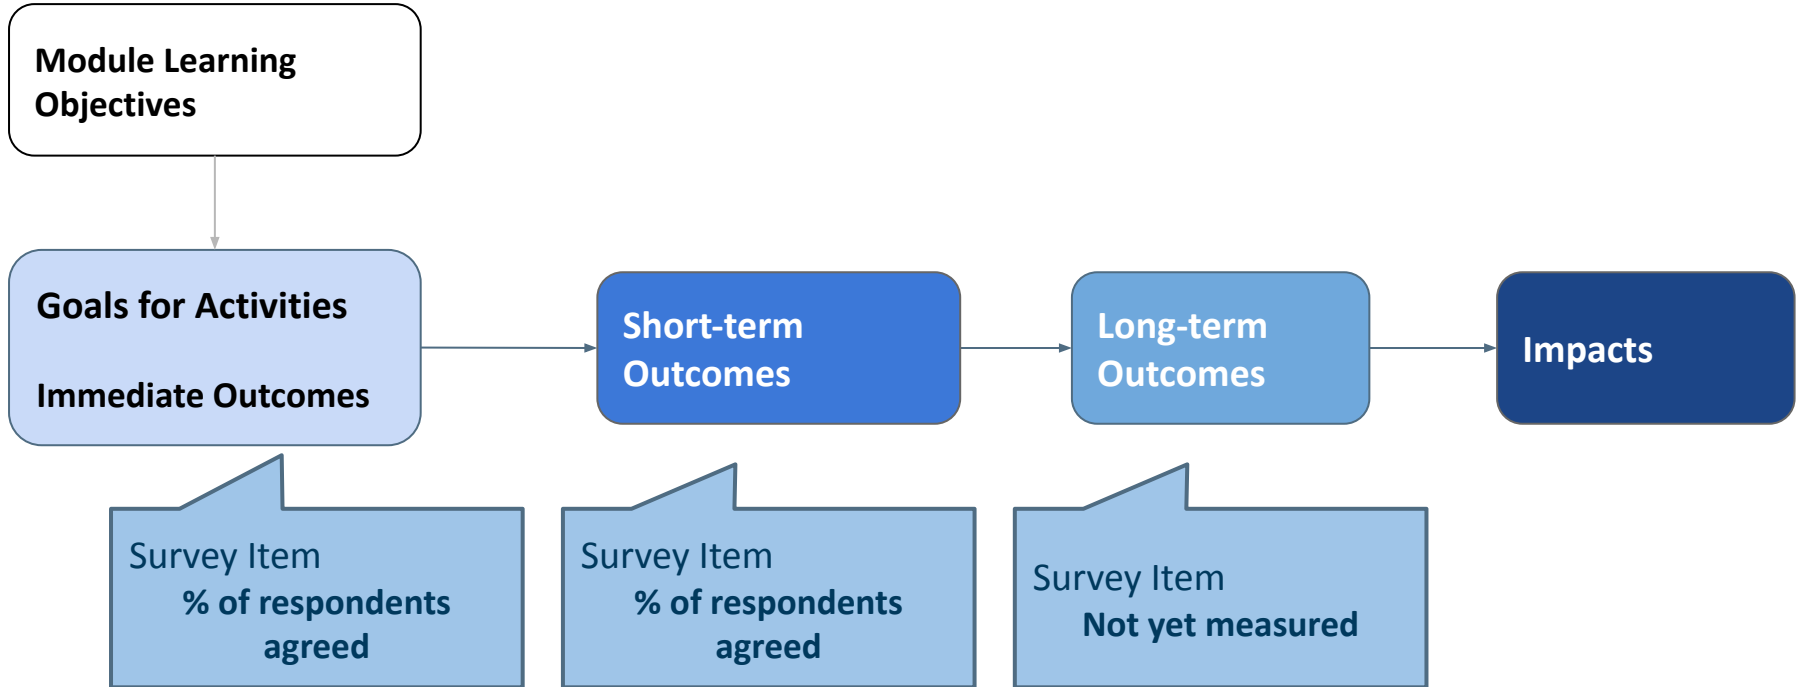 Module Learning
Objectives
Goals for Activities
Immediate Outcomes
Short-term
Outcomes
Long-term
Outcomes
Impacts
Survey Item
% of respondents
agreed
Survey Item
% of respondents
agreed
Survey Item
Not yet measured